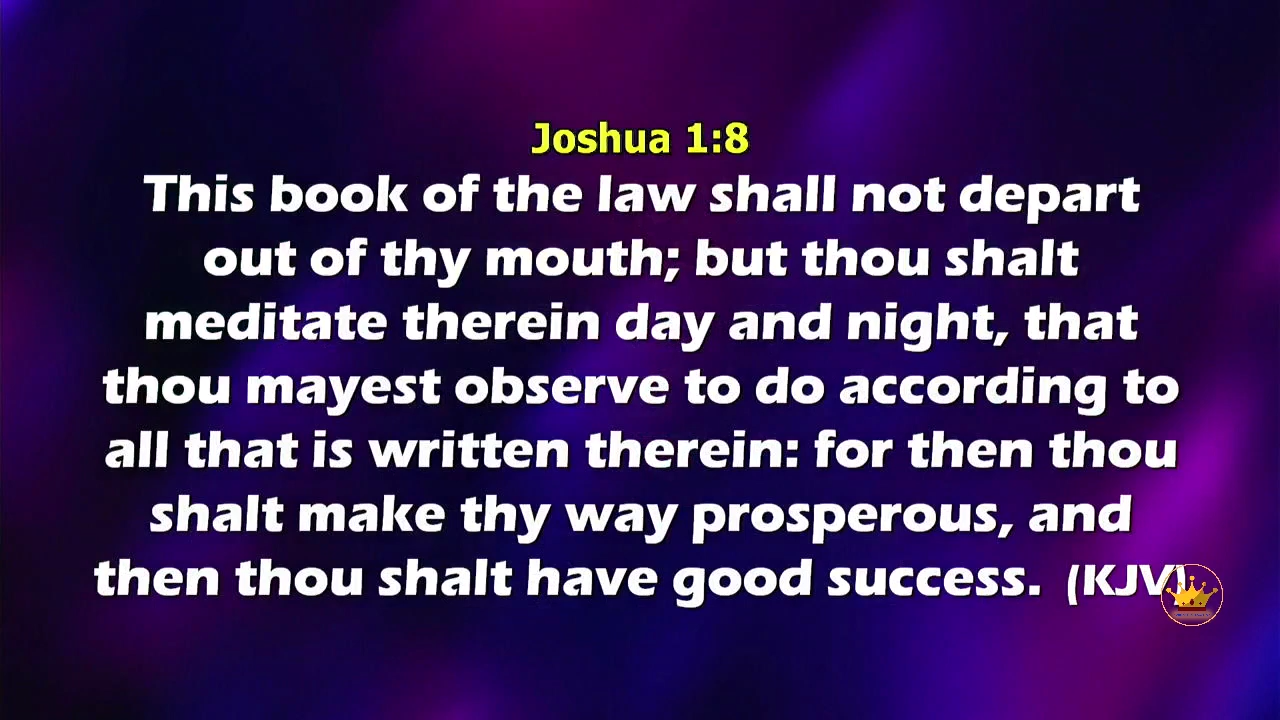 Joshua 1:8
This book of the law shall not depart
out of thy mouth; but thou shalt
meditate therein day and night, that
thou mayest observe to do according to
all that is written therein: for then thou
shalt make thy way prosperous, and
then thou shalt have good success. (KJV)